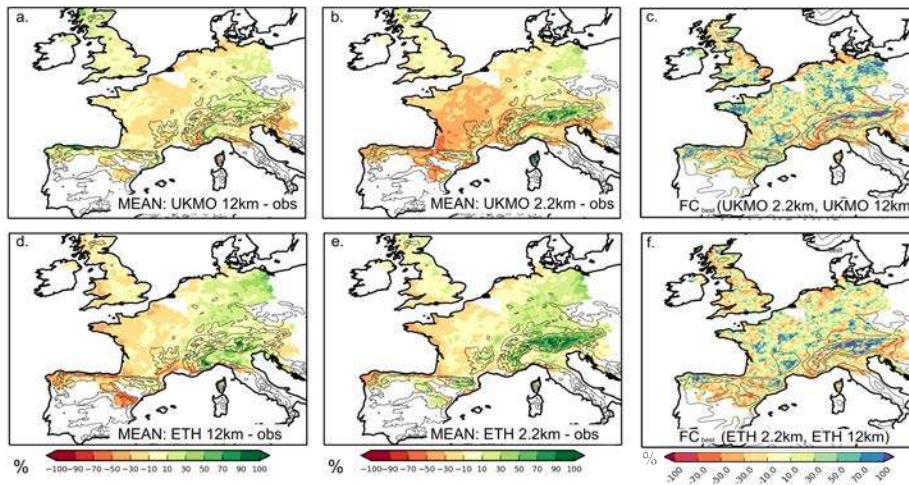 a.
MEAN: UKMO 12km - obs
b.
MEAN: UKMO 2.2km - obs
c.
FC best (UKMO 2.2km, UKMO 12km
d.
MEAN: ETH 12km - obs
e.
MEAN: ETH 2.2km - obs
f.
FC best (ETH 2.2km, ETH 12km)
%
−100 −90 −70 −50 −30 −10 10 30 50 70 90 100
−100 −90 −70 −50 −30 −10 10 30 50 70 90 100
%
-100 -70.0 -50.0 -30.0 -10.0 10.0 30.0 50.0 70.0 100